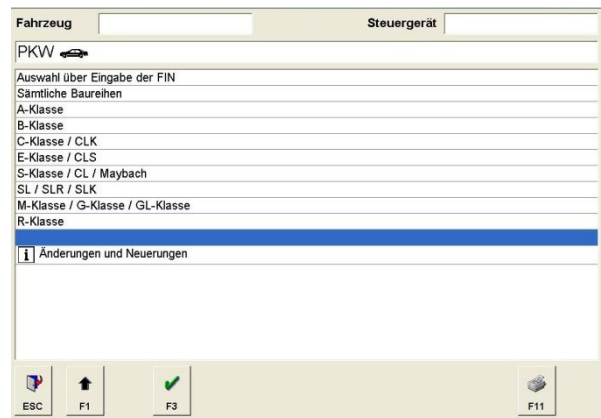 Fahrzeug Steuergerät
PKW
Auswahl über Eingabe der FIN
Sämtliche Baureihen
A-Klasse
B-Klasse
C-Klasse / CLK
E-Klasse / CLS
S-Klasse / CL / Maybach
SL / SLR / SLK
M-Klasse / G-Klasse / GL-Klasse
R-Klasse
i Änderungen und Neuerungen
ESC F1 F3 F11